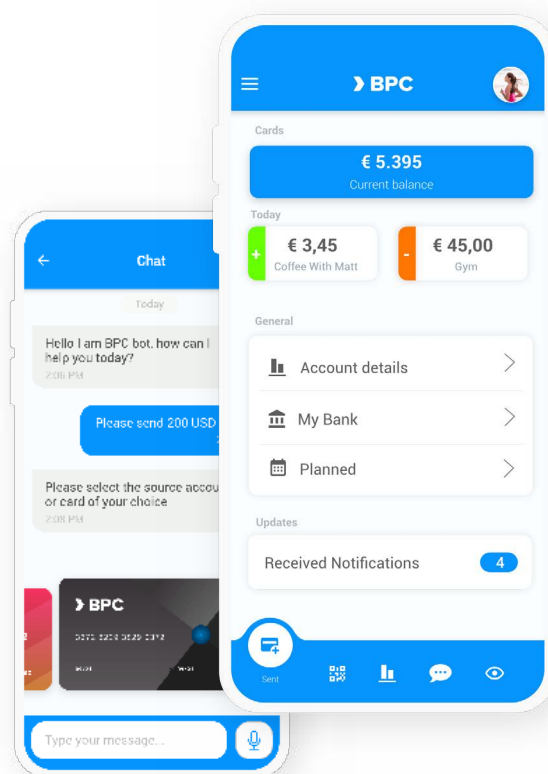 BPC
Cards
€ 5.395
Current balance
Today
+
€ 3,45
Coffee With Matt
-
€ 45,00
Gym
General
Account details
My Bank
Planned
Updates
Received Notifications
4
Sent
Chat
Today
Hello I am BPC bot, how can I
help you today?
2:06 PM
Please send 200 USD
Please select the source accou
or card of your choice
2:08 PM
BPC
Type your message...